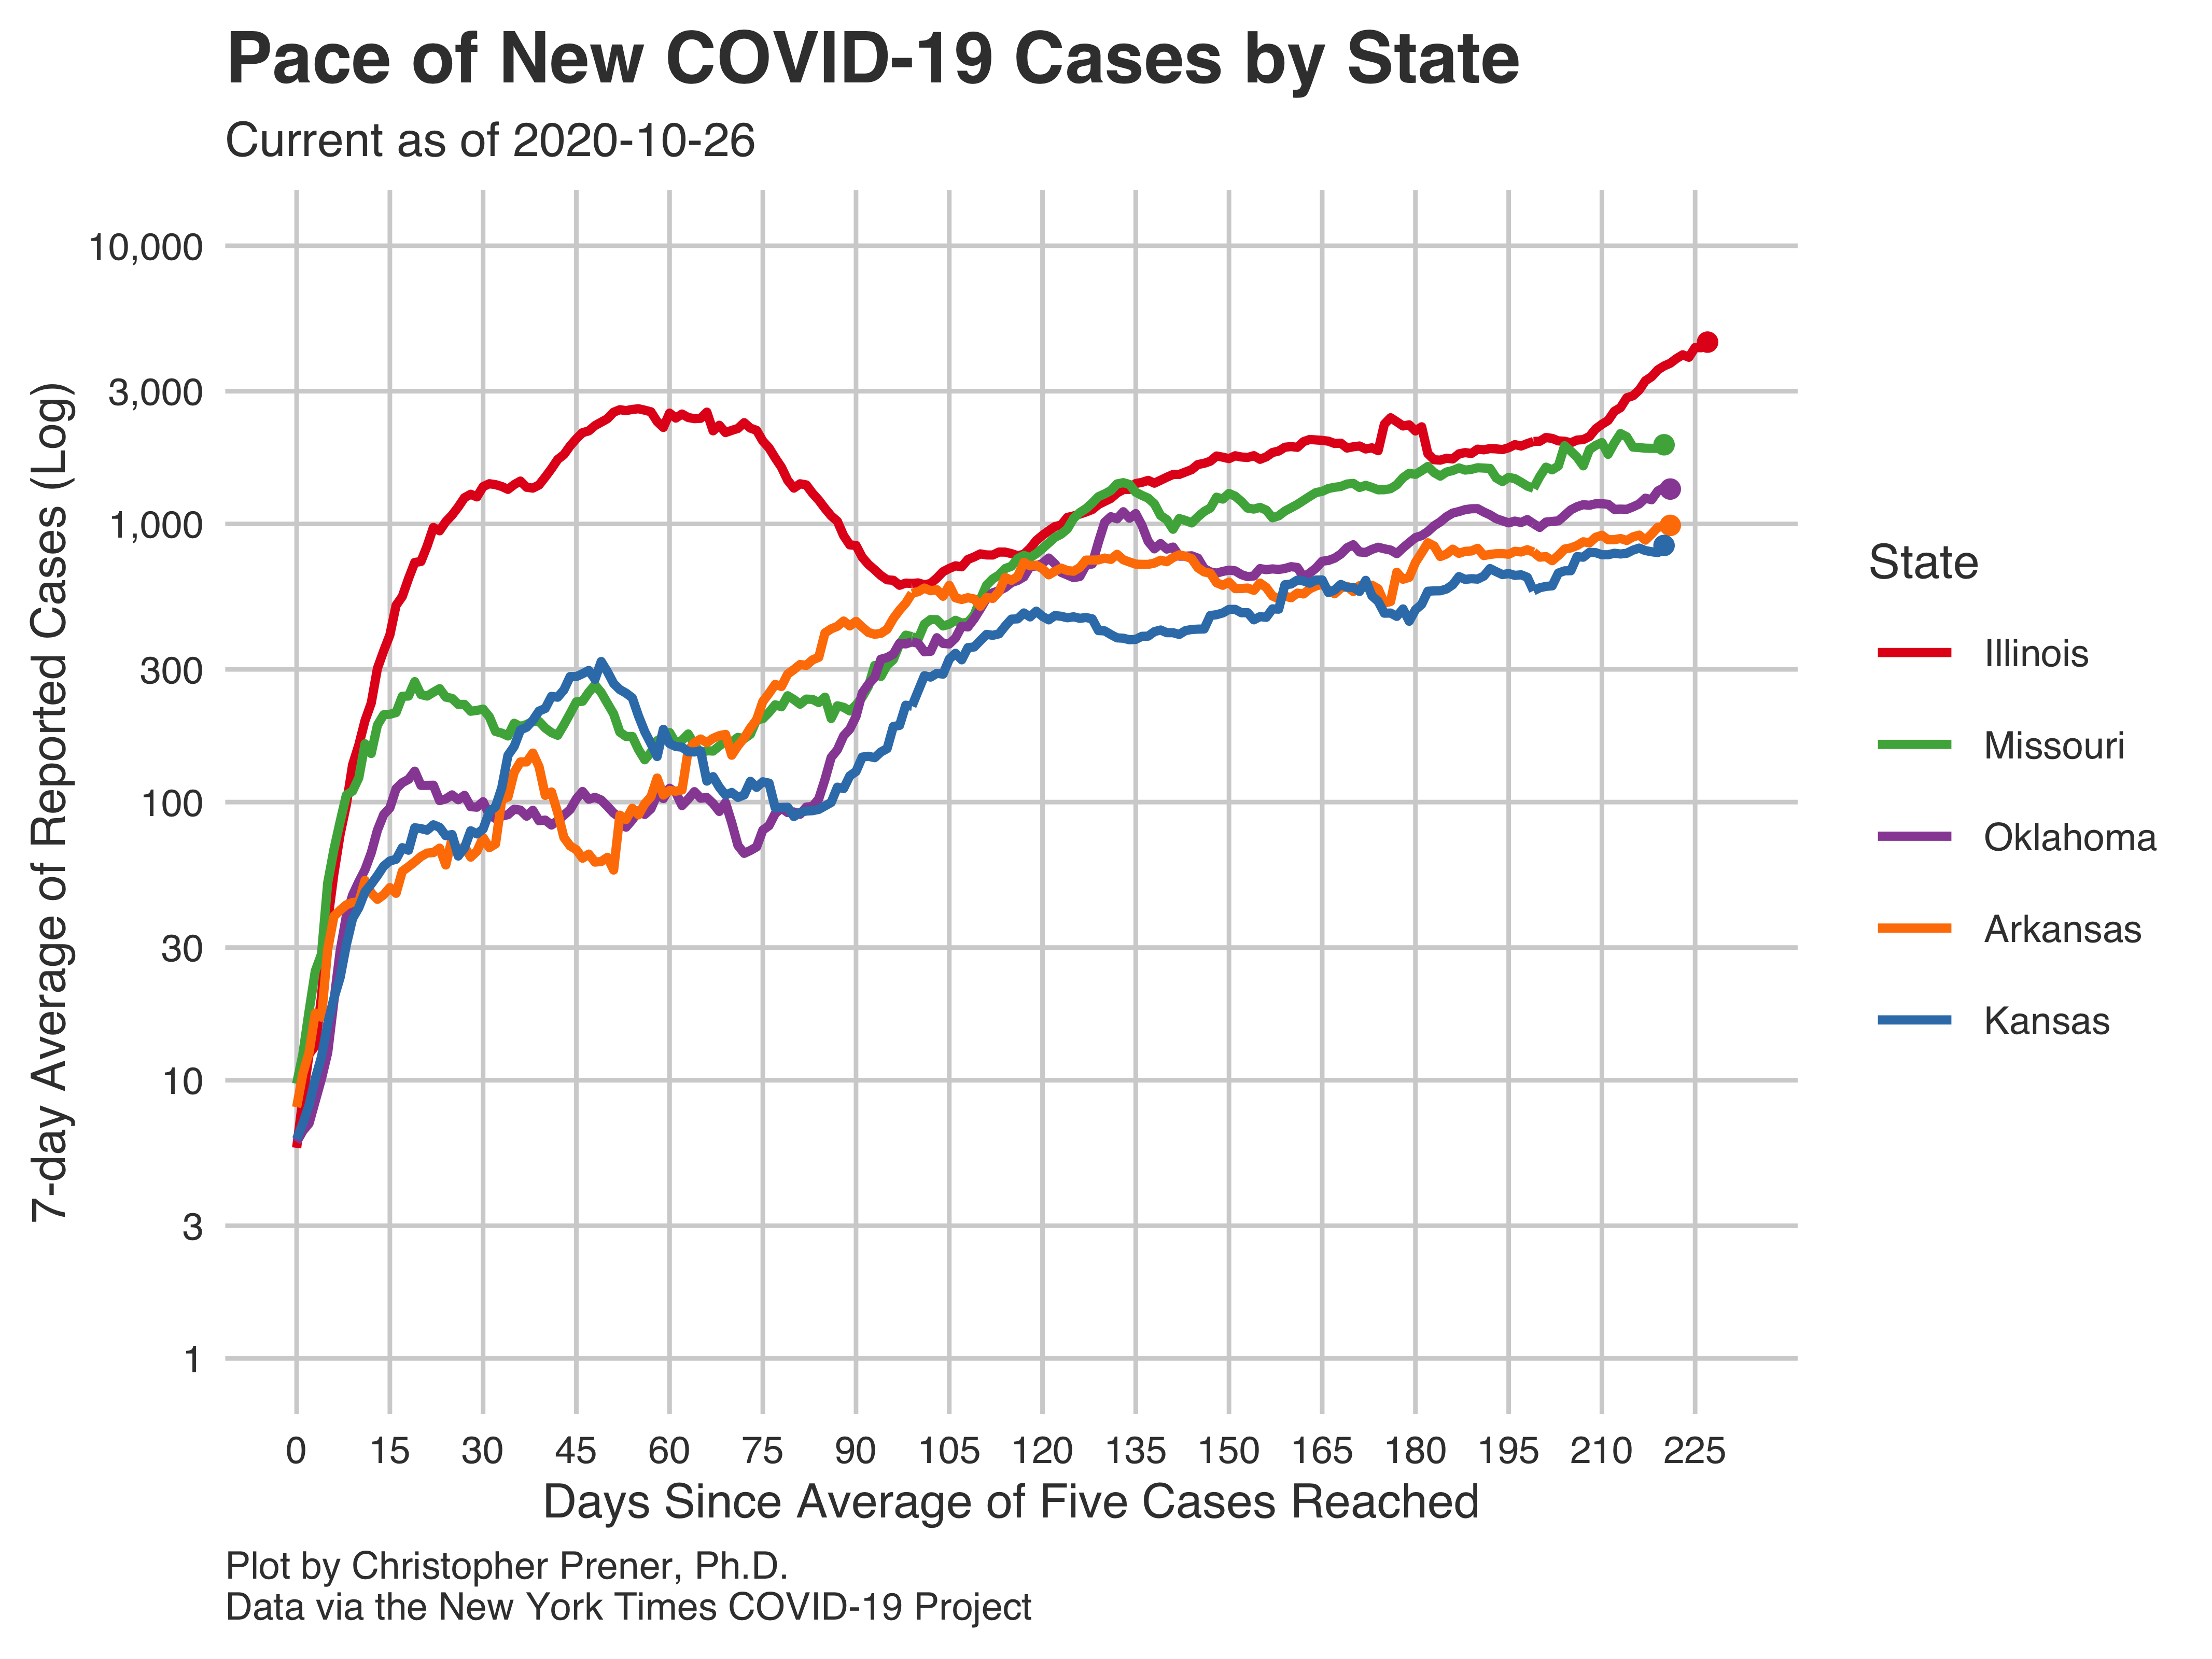 Pace of New COVID-19 Cases by State
Current as of 2020-10-26
7-day Average of Reported Cases (Log)
10,000
3,000
1,000
300
100
30
10
3
1
0 15 30 45 60 75 90 105 120 135 150 165 180 195 210 225
Days Since Average of Five Cases Reached
State
Illinois
Missouri
Oklahoma
Arkansas
Kansas
Plot by Christopher Prener, Ph.D.
Data via the New York Times COVID-19 Project